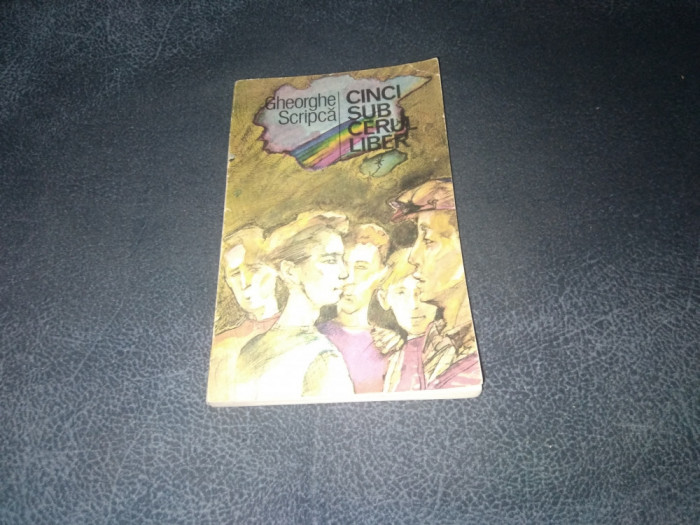 Gheorghe
Scripcă
CINCI
SUB
CERUL
LIBER